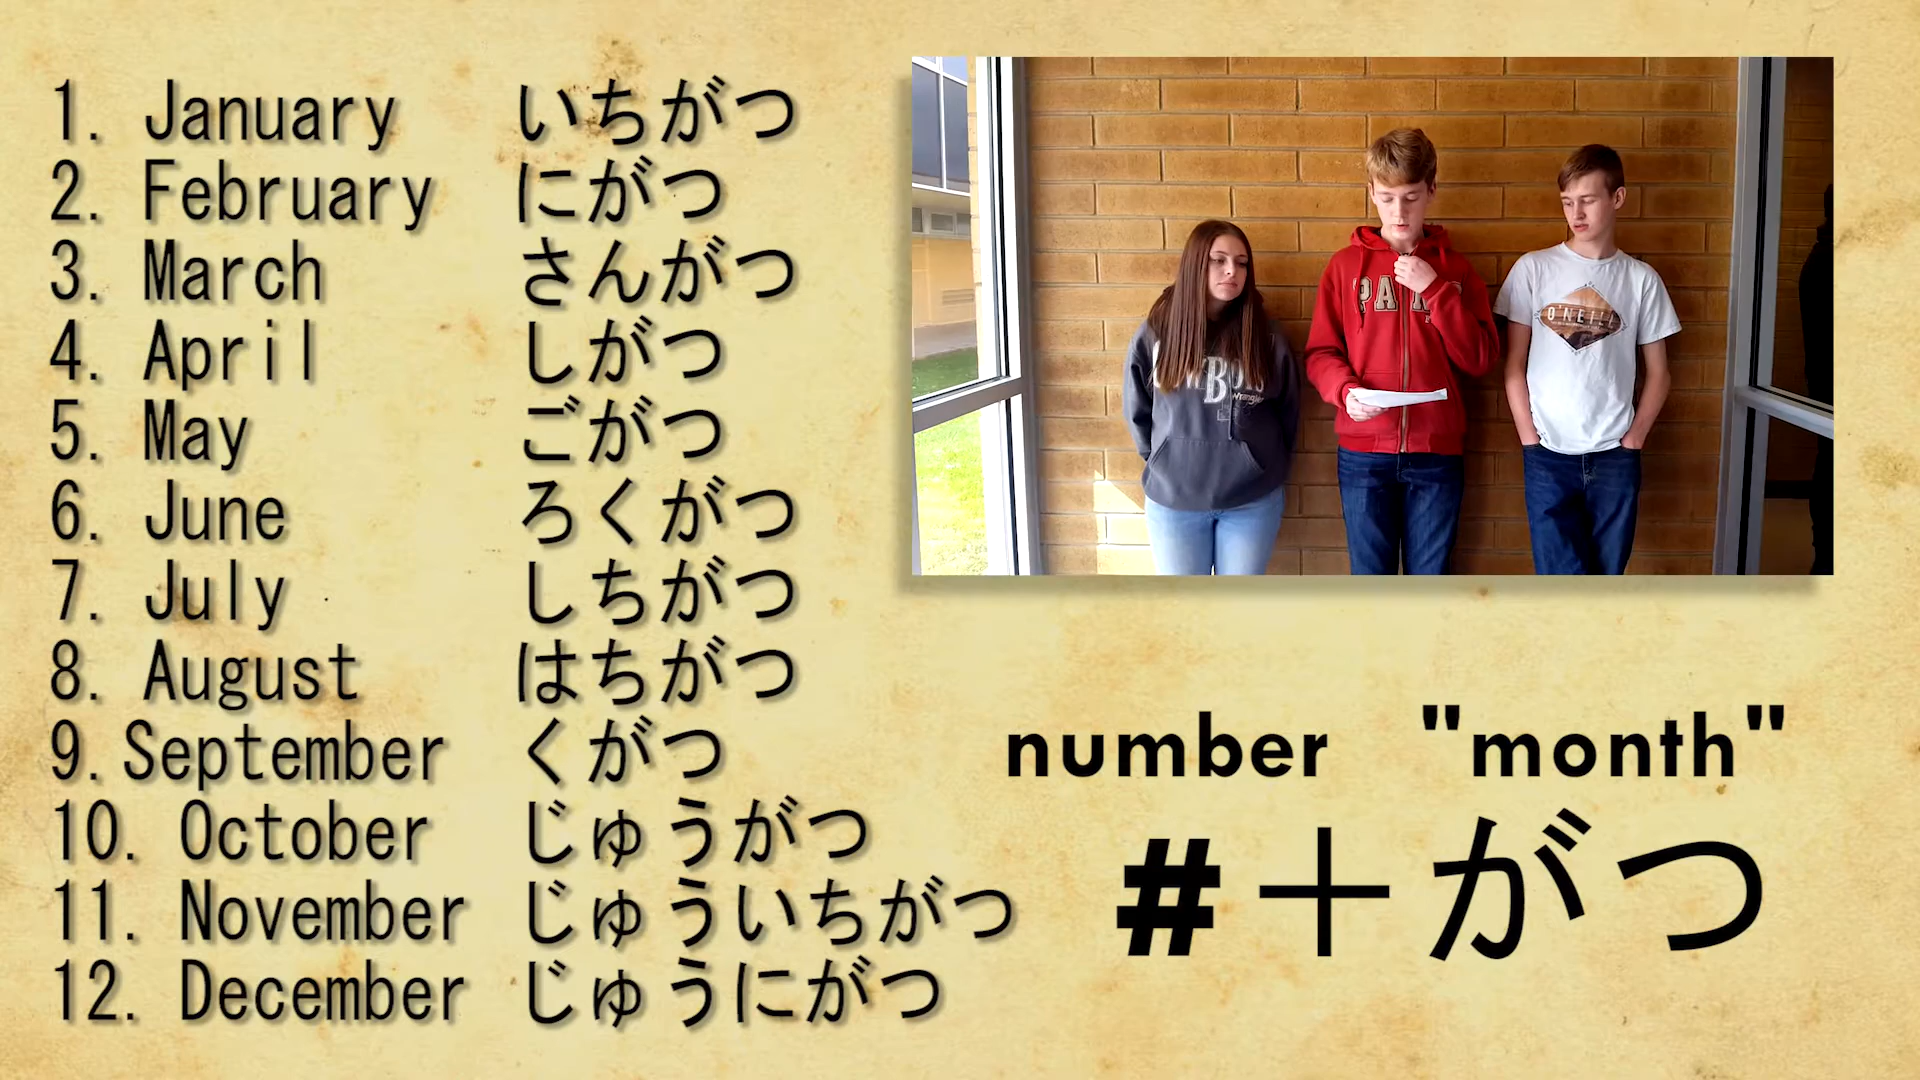 1. January いちがつ
2. February にがつ
3. March さんがつ
4. April しがつ
5. May ごがつ
6. June ろくがつ
7. July しちがつ
8. August はちがつ
9. September くがつ
10. October じゅうがつ
11. November じゅういちがつ
12. December じゅうにがつ
number "month"
#+がつ
O'NEILL
Wrangler